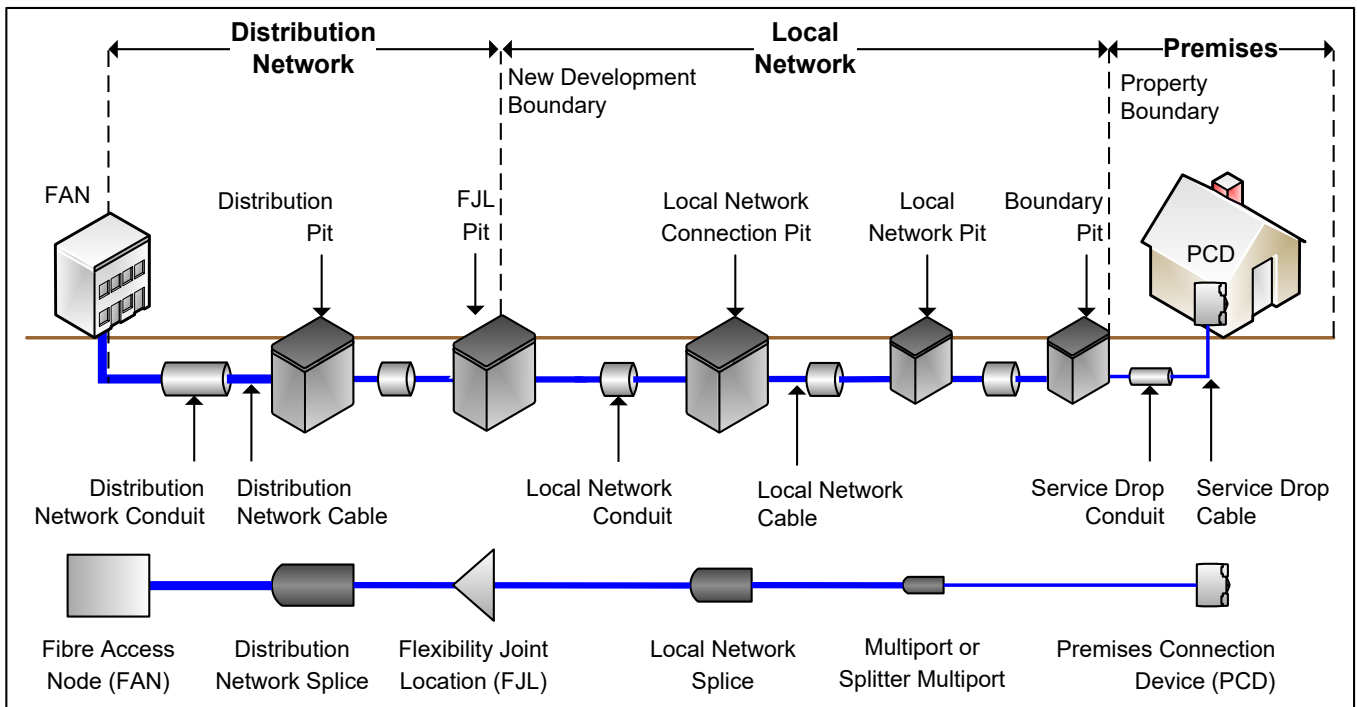 Distribution
Network
Local
Network
Premises
New Development
Boundary
Property
Boundary
FAN
Distribution
Pit
FJL
Pit
Local Network
Connection Pit
Local
Network Pit
Boundary
Pit
PCD
Distribution
Network Conduit
Distribution
Network Cable
Local Network
Conduit
Local Network
Cable
Service Drop
Conduit
Service Drop
Cable
Fibre Access
Node (FAN)
Distribution
Network Splice
Flexibility Joint
Location (FJL)
Local Network
Splice
Multiport or
Splitter Multiport
Premises Connection
Device (PCD)